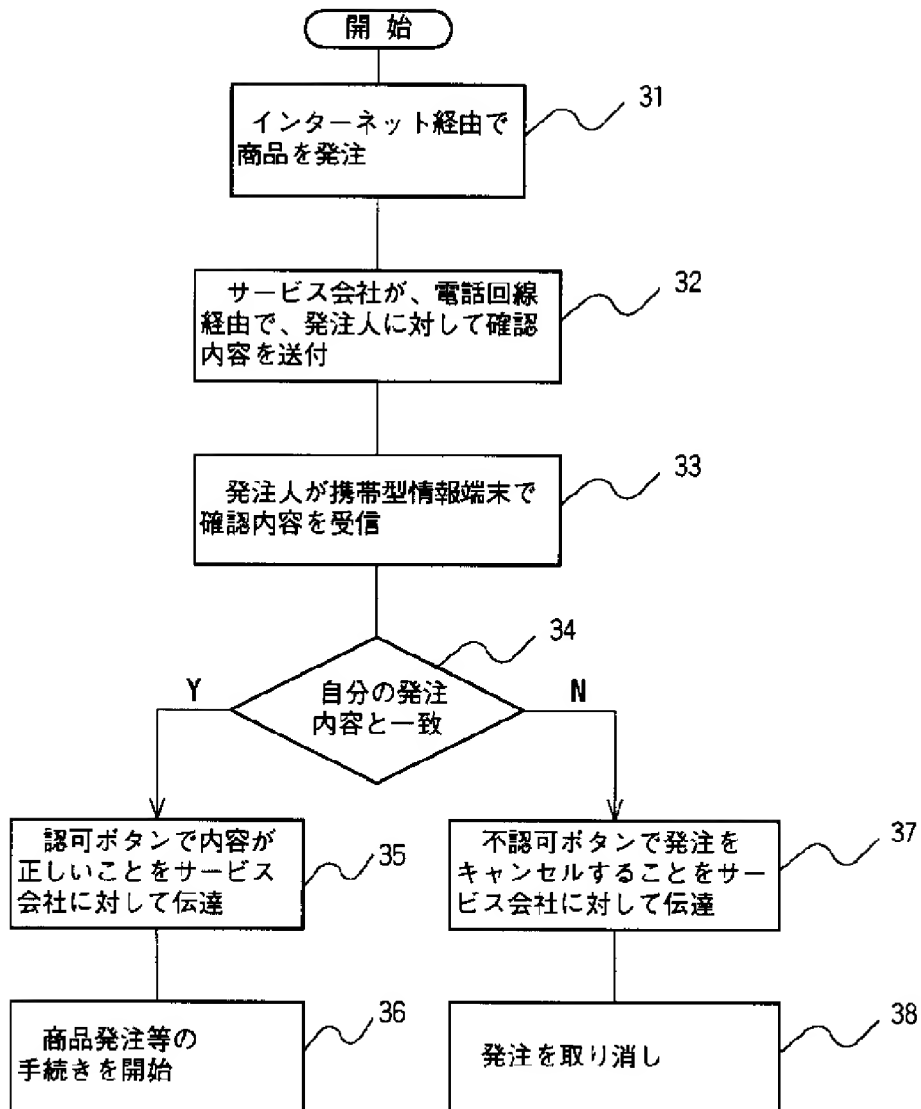 開 始
31
インターネット経由で
商品を発注
32
サービス会社が、電話回線
経由で、発注人に対して確認
内容を送付
33
発注人が携帯型情報端末で
確認内容を受信
34
自分の発注
内容と一致
Y
N
35
認可ボタンで内容が
正しいことをサービス
会社に対して伝達
37
不認可ボタンで発注を
キャンセルすることをサー
ビス会社に対して伝達
36
商品発注等の
手続きを開始
38
発注を取り消し